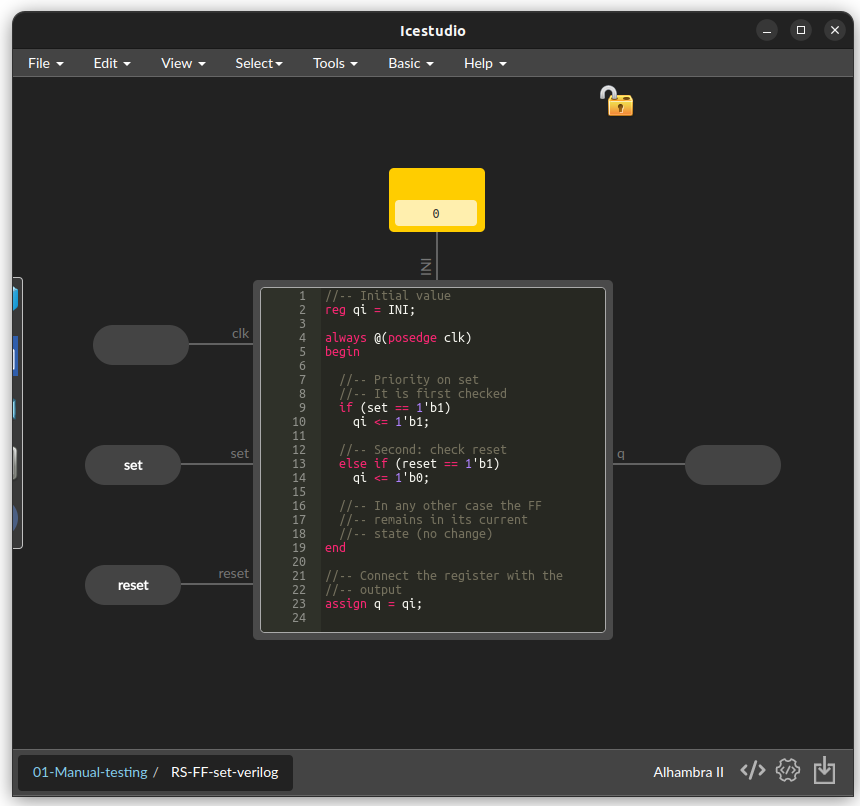 Icestudio
File Edit View Select Tools Basic Help
0
INI
clk
set set
reset reset
q
1 //-- Initial value
2 reg qi = INI;
3
4 always @(posedge clk)
5 begin
6
7 //-- Priority on set
8 //-- It is first checked
9 if (set == 1'b1)
10 qi <= 1'b1;
11
12 //-- Second: check reset
13 else if (reset == 1'b1)
14 qi <= 1'b0;
15
16 //-- In any other case the FF
17 //-- remains in its current
18 //-- state (no change)
19 end
20
21 //-- Connect the register with the
22 //-- output
23 assign q = qi;
24
01-Manual-testing / RS-FF-set-verilog
Alhambra II